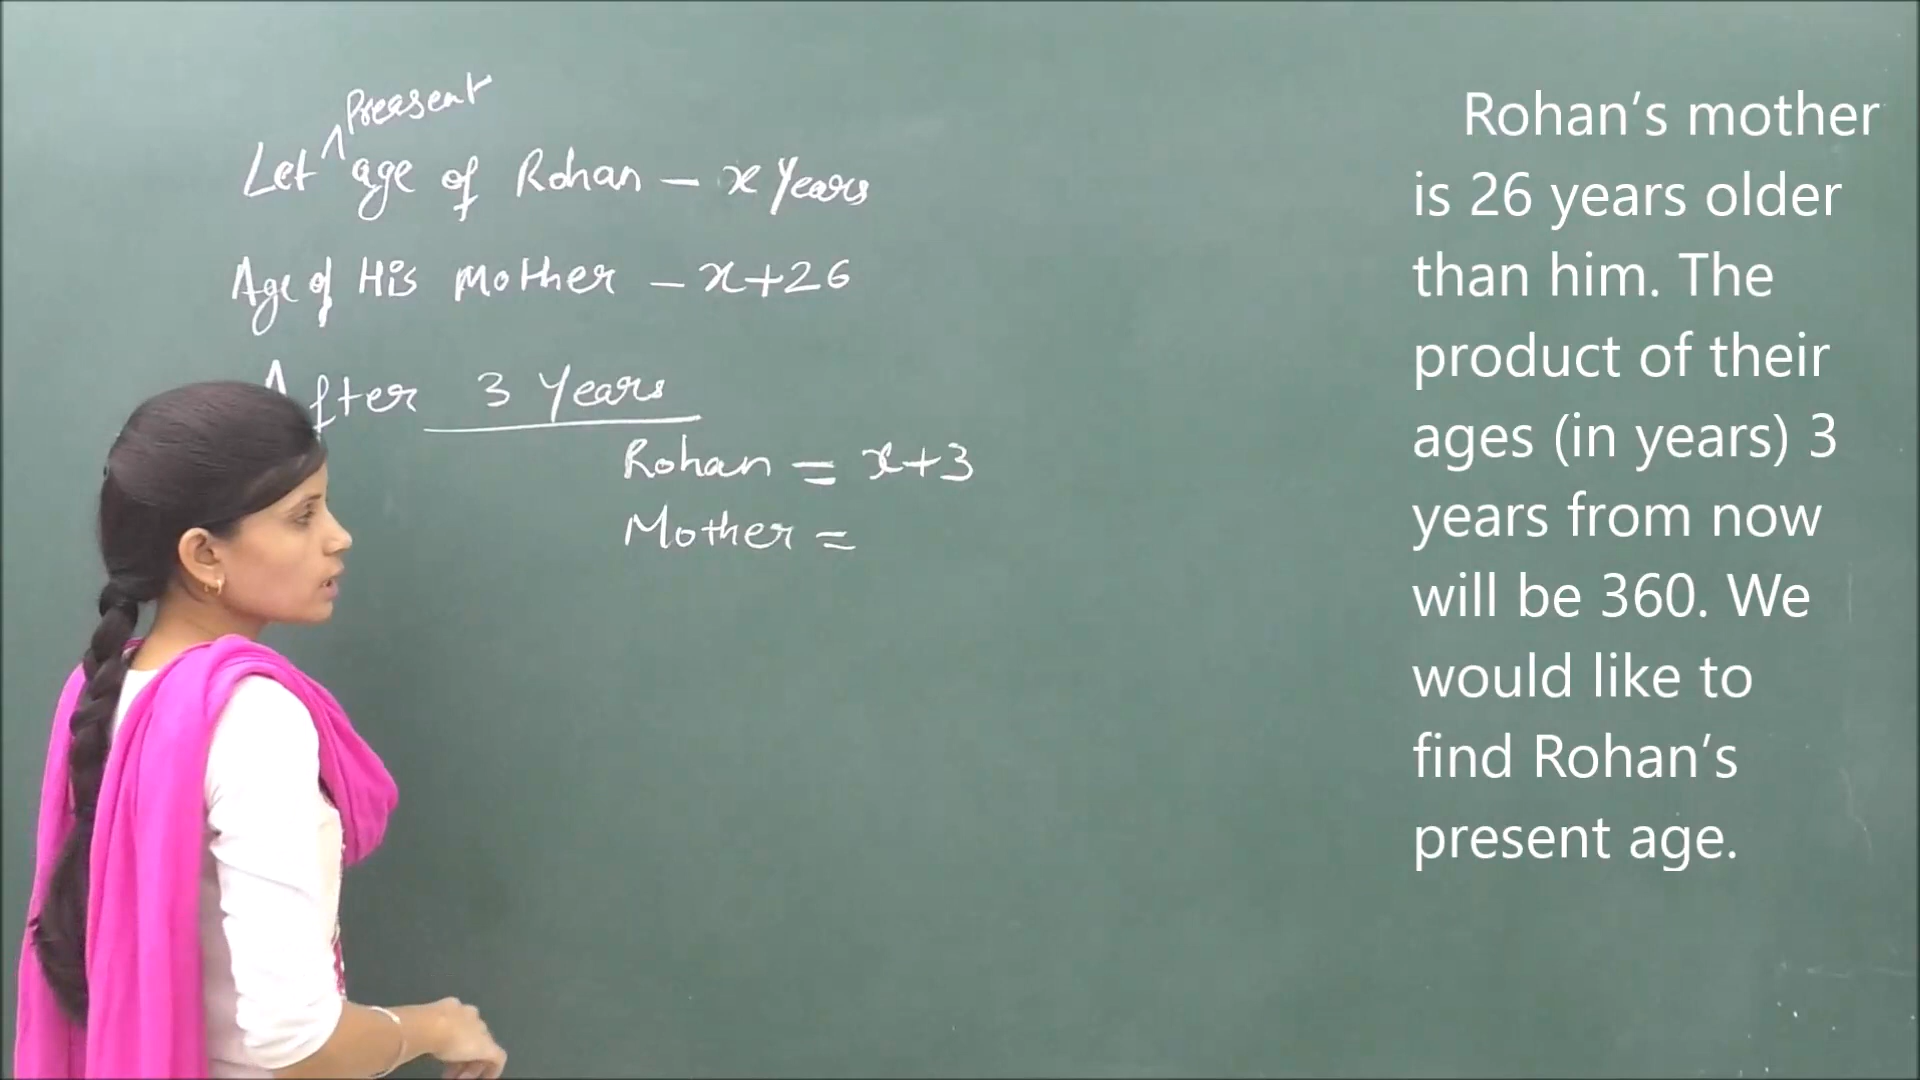 Preasent
Let ^ age of Rohan – x Years
Age of His Mother – x+26
After 3 Years
Rohan = x+3
Mother =
Rohan’s mother
is 26 years older
than him. The
product of their
ages (in years) 3
years from now
will be 360. We
would like to
find Rohan’s
present age.